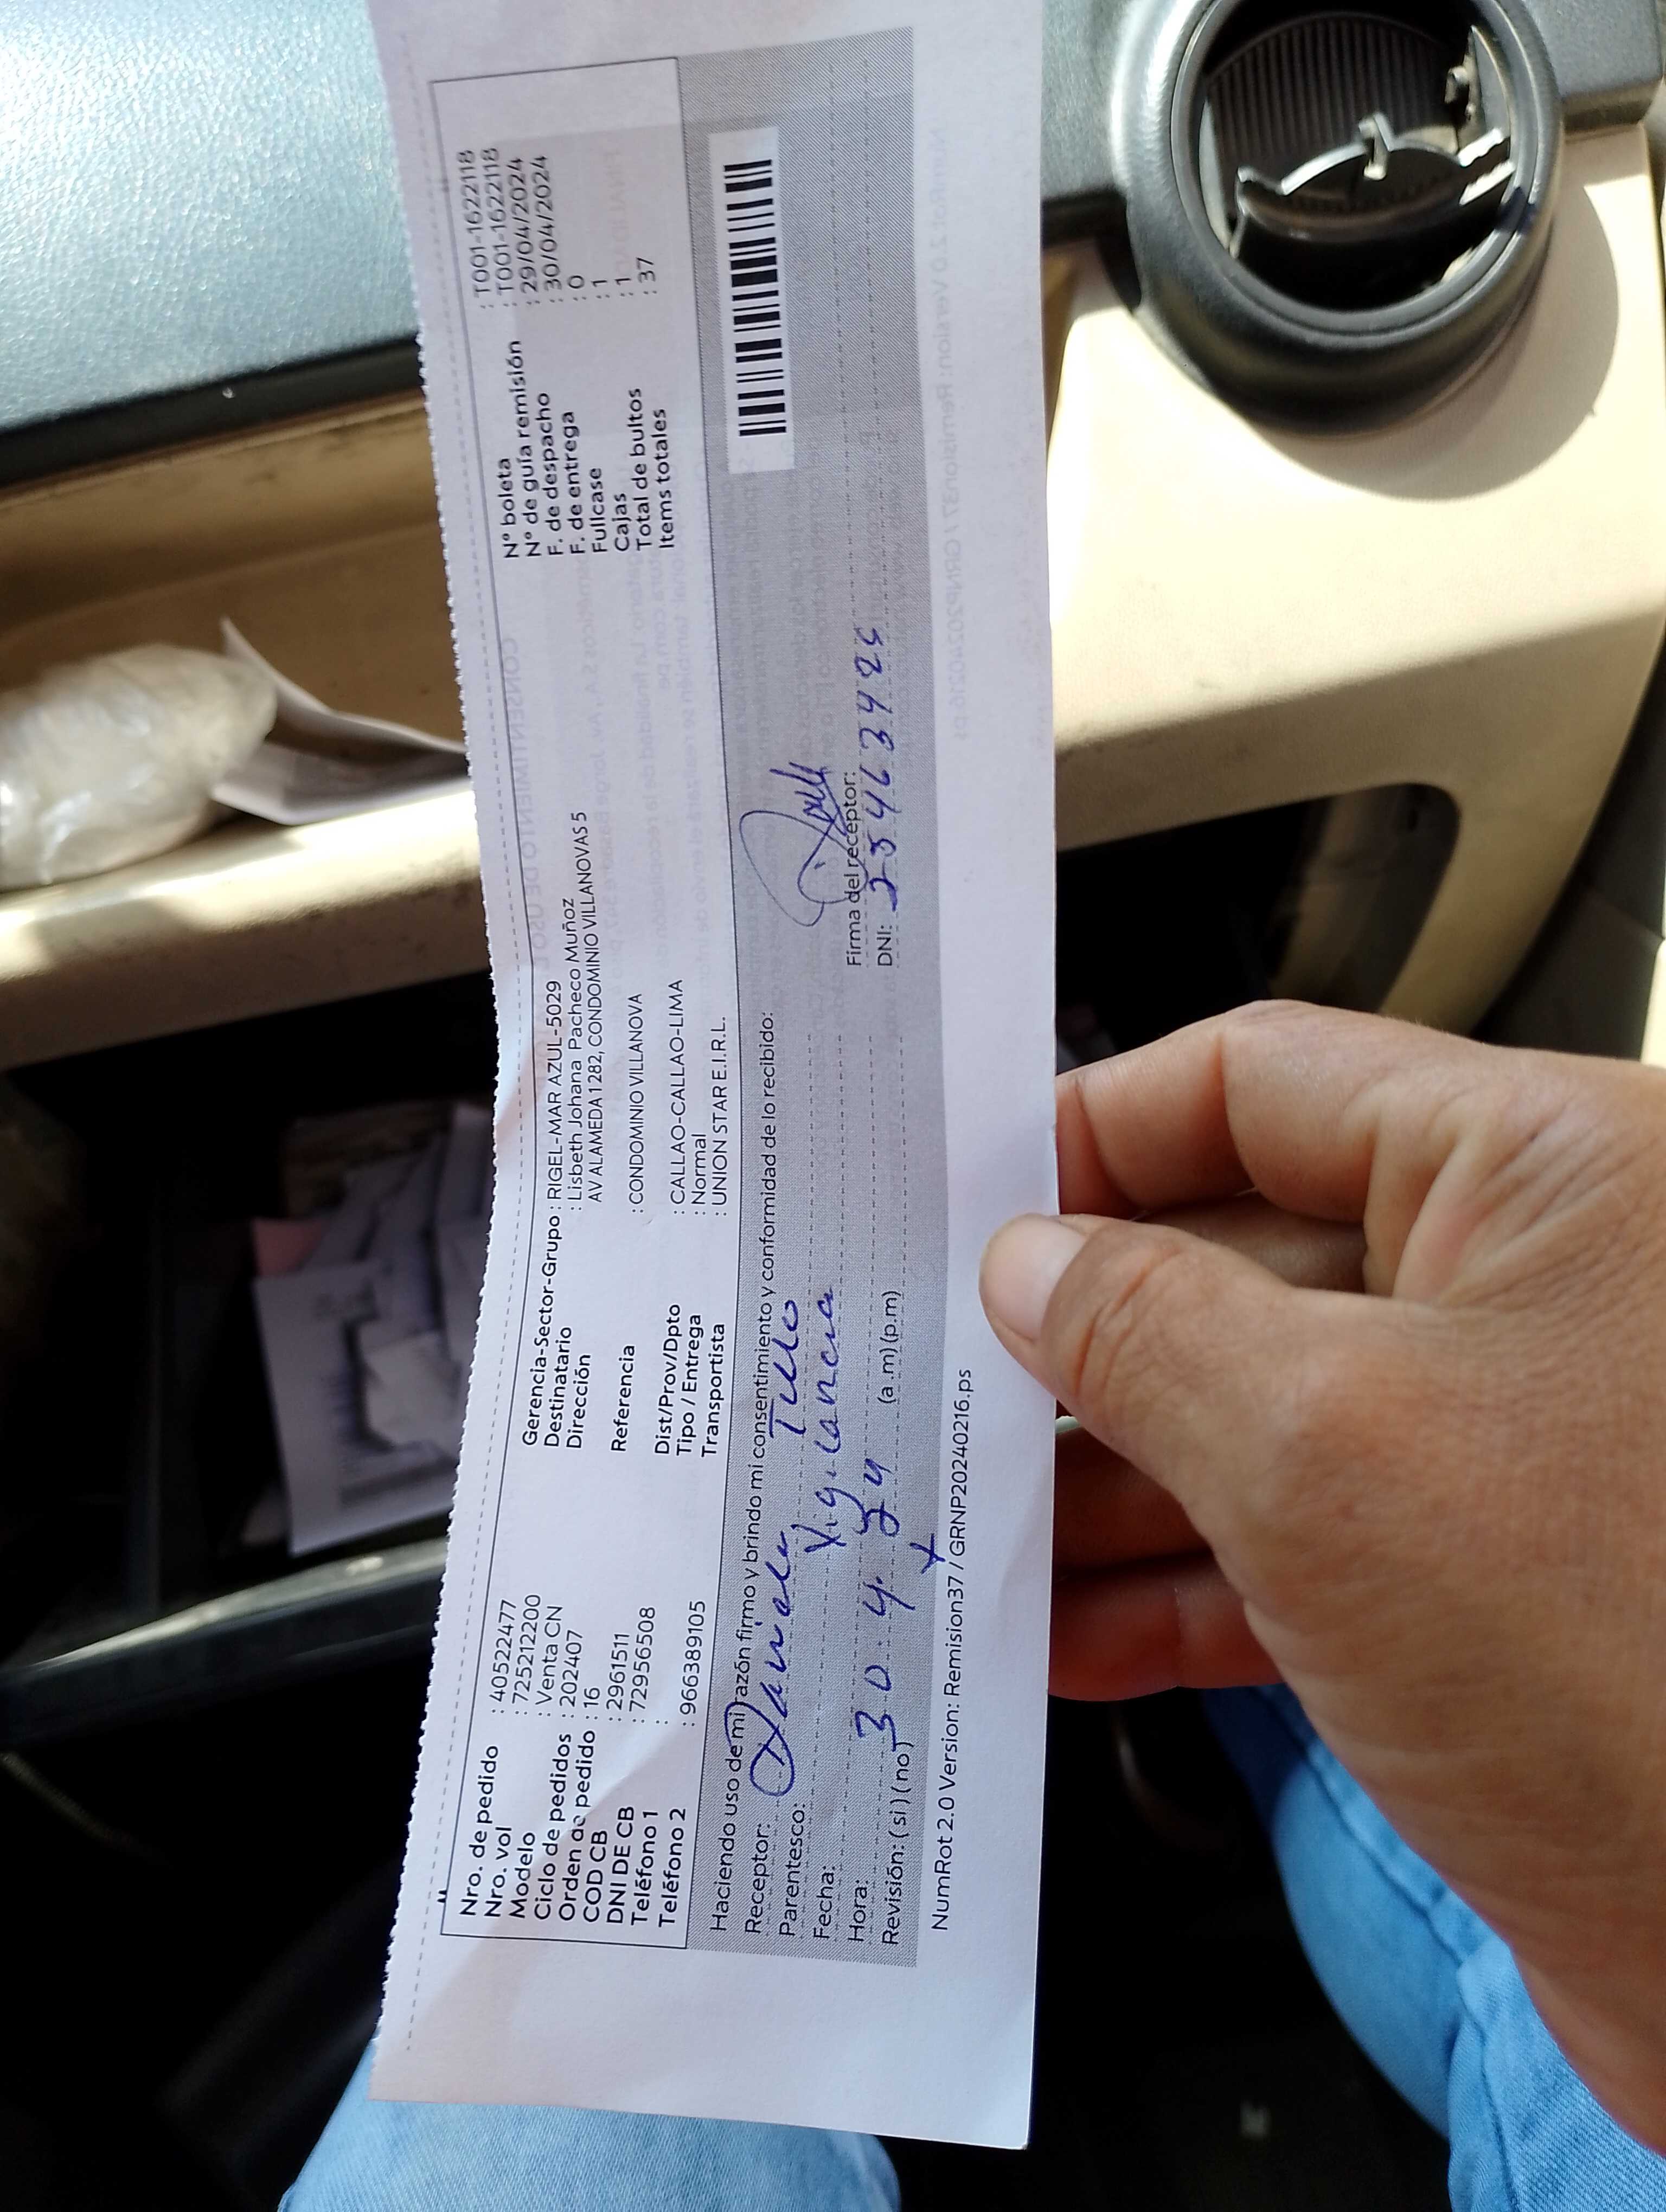 Nro. de pedido : 40522477
Nro. vol : 725212200
Modelo : Venta CN
Ciclo de pedidos : 202407
Orden de pedido : 16
COD CB : 2961511
DNI DE CB : 72956508
Teléfono 1 :
Teléfono 2 : 966389105
Gerencia-Sector-Grupo : RIGEL-MAR AZUL-5029
Destinatario : Lisbeth Johana Pacheco Muñoz
Dirección AV ALAMEDA 1282, CONDOMINIO VILLANOVAS 5
Referencia : CONDOMINIO VILLANOVA
Dist/Prov/Dpto : CALLAO-CALLAO-LIMA
Tipo / Entrega : Normal
Transportista : UNION STAR E.I.R.L.
N° boleta : T001-1622118
N° de guía remisión : T001-1622118
F. de despacho : 29/04/2024
F. de entrega : 30/04/2024
Fullcase : 0
Cajas : 1
Total de bultos : 1
Items totales : 37
Haciendo uso de mi razón firmo y brindo mi consentimiento y conformidad de lo recibido:
Receptor: Daniela Tello
Parentesco: Vigilancia
Fecha: 30. 4. 24
Hora: (a.m) (p.m)
Revisión: (si) (no)
Firma del receptor:
DNI:
NumRot 2.0 Version: Remision37 / GRNP20240216.ps